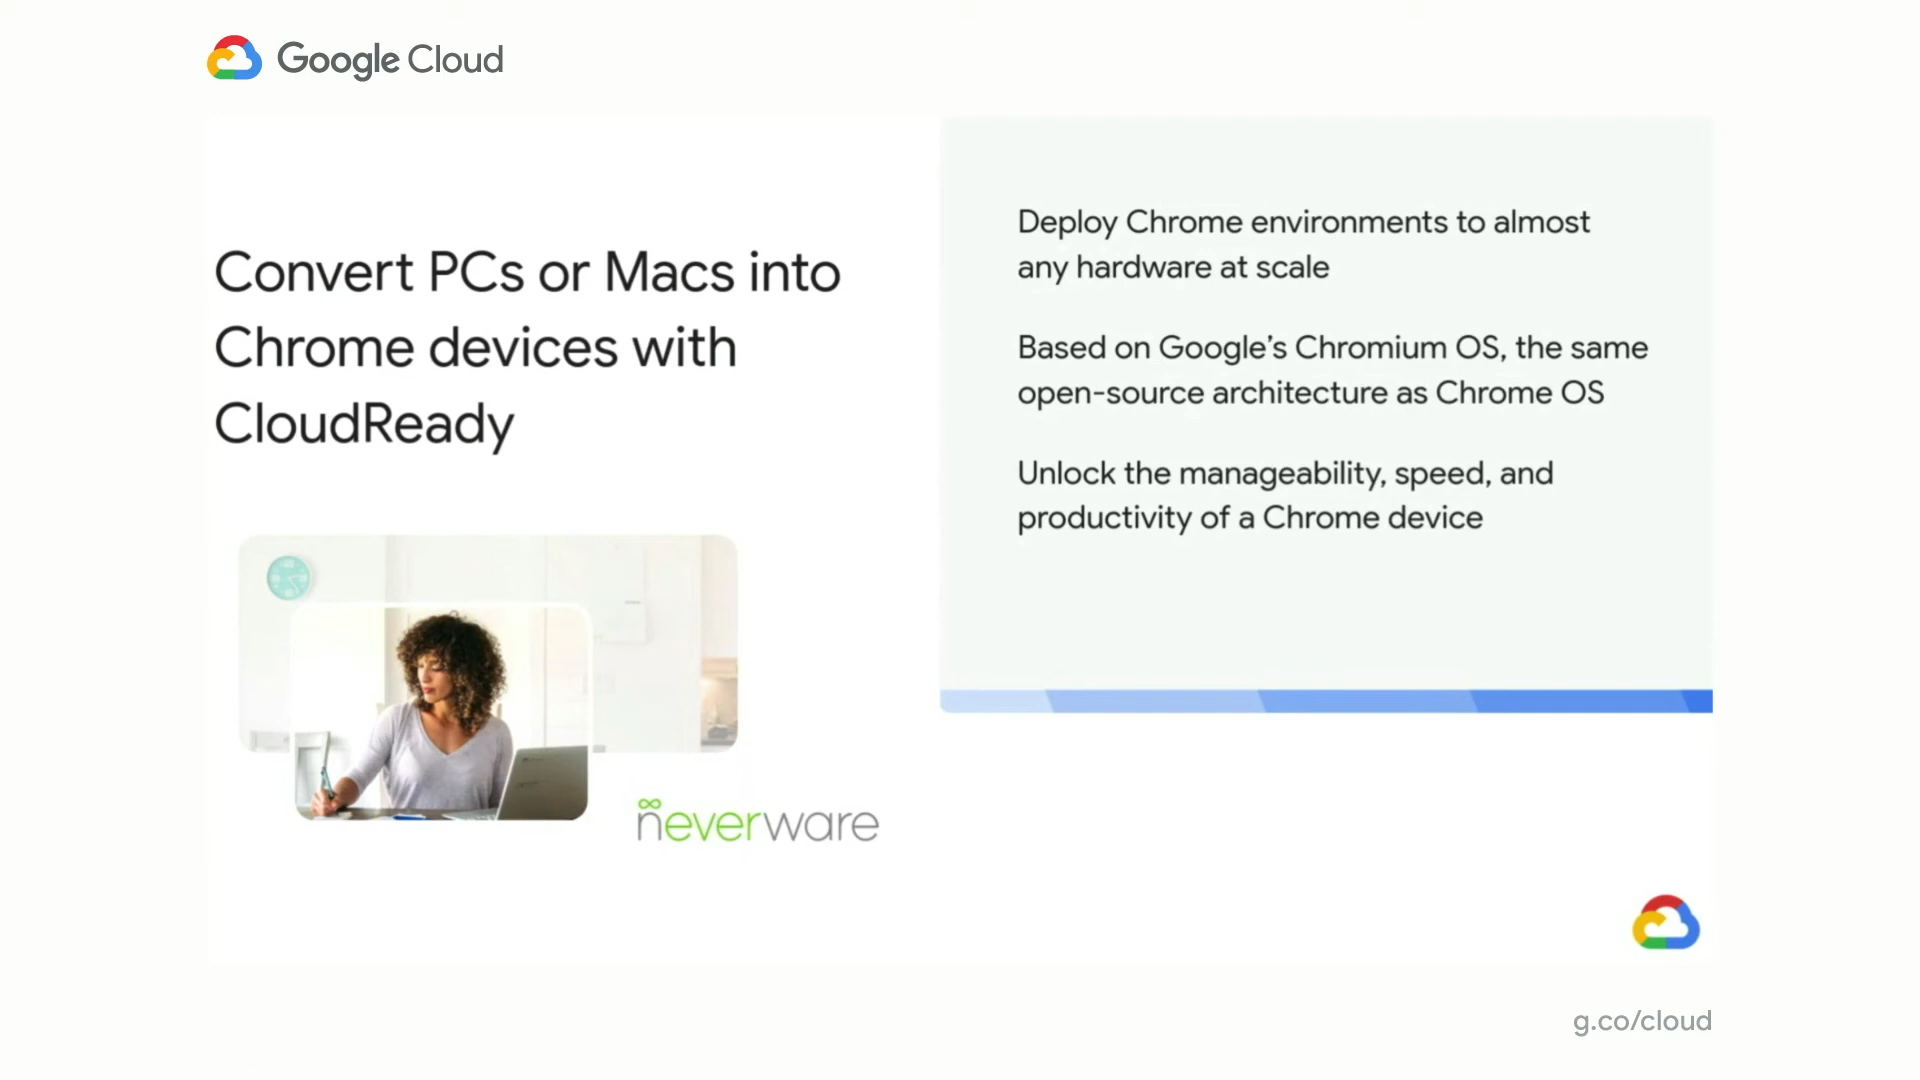 Google Cloud
Convert PCs or Macs into
Chrome devices with
CloudReady
neverware
Deploy Chrome environments to almost
any hardware at scale
Based on Google’s Chromium OS, the same
open-source architecture as Chrome OS
Unlock the manageability, speed, and
productivity of a Chrome device
g.co/cloud